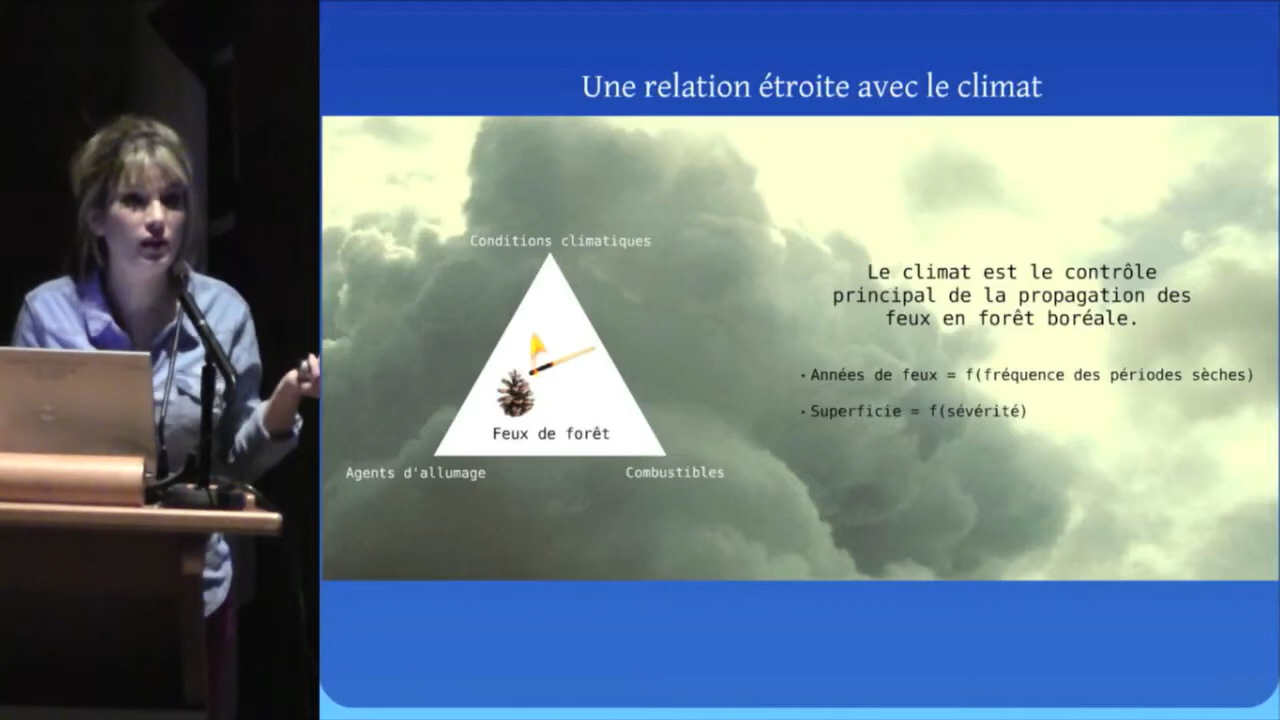 Une relation étroite avec le climat
Conditions climatiques
Feux de forêt
Agents d'allumage
Combustibles
Le climat est le contrôle
principal de la propagation des
feux en forêt boréale.
· Années de feux = f(fréquence des périodes sèches)
· Superficie = f(sévérité)